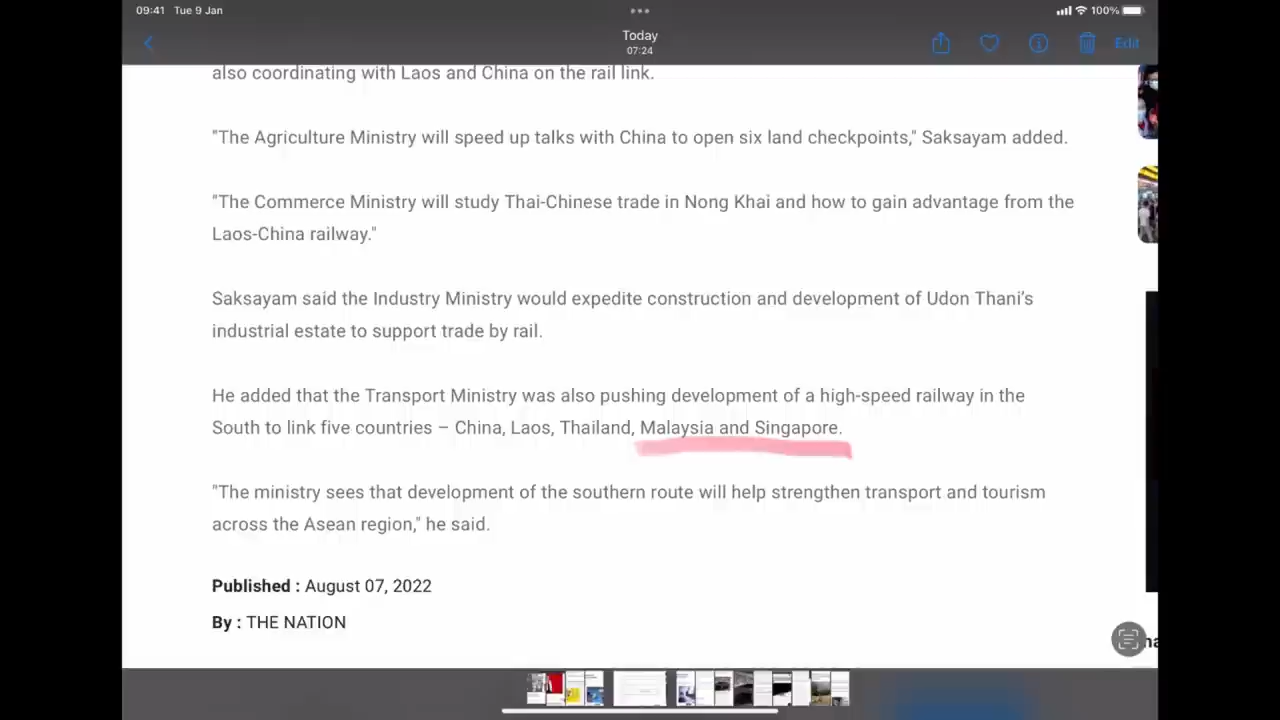 09:41 Tue 9 Jan
100%
Today
07:24
Edit
also coordinating with Laos and China on the rail link.
"The Agriculture Ministry will speed up talks with China to open six land checkpoints," Saksayam added.
"The Commerce Ministry will study Thai-Chinese trade in Nong Khai and how to gain advantage from the
Laos-China railway."
Saksayam said the Industry Ministry would expedite construction and development of Udon Thani’s
industrial estate to support trade by rail.
He added that the Transport Ministry was also pushing development of a high-speed railway in the
South to link five countries – China, Laos, Thailand, Malaysia and Singapore.
"The ministry sees that development of the southern route will help strengthen transport and tourism
across the Asean region," he said.
Published : August 07, 2022
By : THE NATION